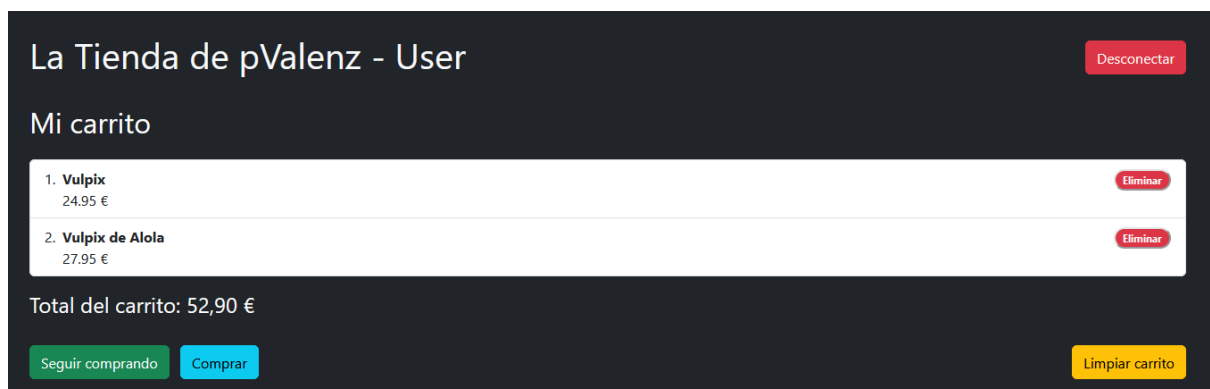 La Tienda de pValenz - User
Desconectar
Mi carrito
1. Vulpix
Eliminar
24.95 €
2. Vulpix de Alola
Eliminar
27.95 €
Total del carrito: 52,90 €
Seguir comprando Comprar Limpiar carrito